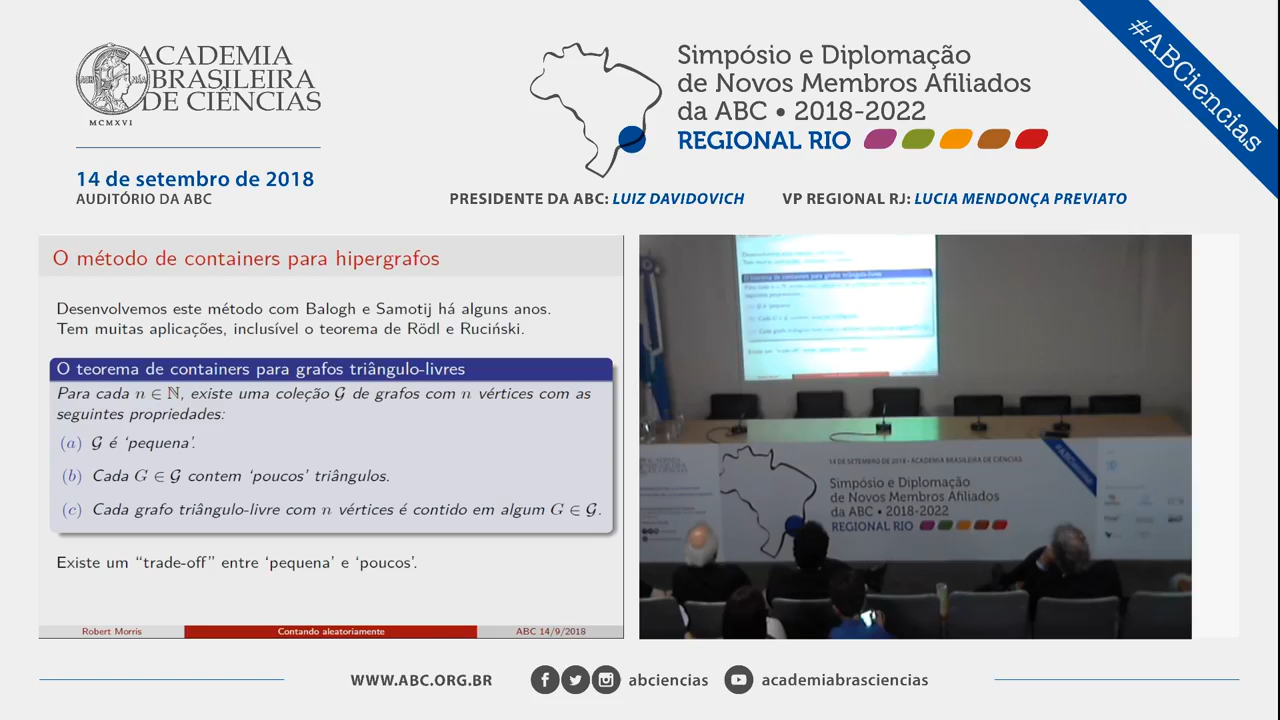 ACADEMIA
BRASILEIRA
DE CIÊNCIAS
MCMXVI
14 de setembro de 2018
AUDITÓRIO DA ABC
Simpósio e Diplomação
de Novos Membros Afiliados
da ABC • 2018-2022
REGIONAL RIO
#ABCiencias
PRESIDENTE DA ABC: LUIZ DAVIDOVICH
VP REGIONAL RJ: LUCIA MENDONÇA PREVIATO
O método de containers para hipergrafos
Desenvolvemos este método com Balogh e Samotij há alguns anos.
Tem muitas aplicações, inclusível o teorema de Rödl e Ruciński.
O teorema de containers para grafos triângulo-livres
Para cada n ∈ ℕ, existe uma coleção 𝒢 de grafos com n vértices com as
seguintes propriedades:
(a) 𝒢 é ‘pequena’.
(b) Cada G ∈ 𝒢 contem ‘poucos’ triângulos.
(c) Cada grafo triângulo-livre com n vértices é contido em algum G ∈ 𝒢.
Existe um “trade-off” entre ‘pequena’ e ‘poucos’.
Robert Morris
Contando aleatoriamente
ABC 14/9/2018
O teorema de containers para grafos triângulo-livres
14 DE SETEMBRO DE 2018 • ACADEMIA BRASILEIRA DE CIÊNCIAS
Simpósio e Diplomação
de Novos Membros Afiliados
da ABC • 2018-2022
REGIONAL RIO
WWW.ABC.ORG.BR
abciencias
academiabrasciencias